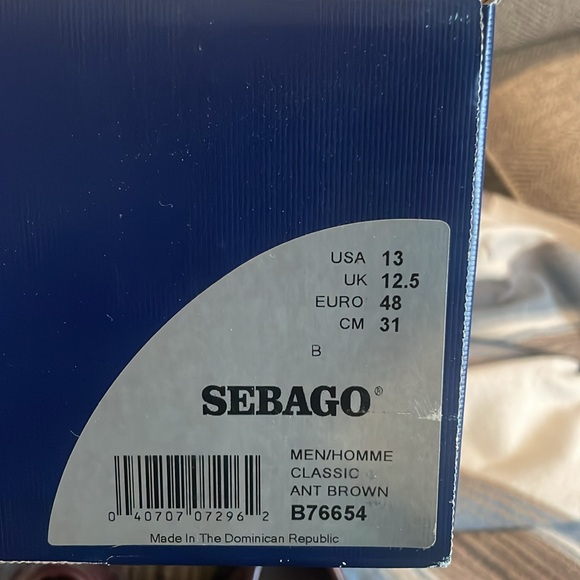 USA 13
UK 12.5
EURO 48
CM 31
B
SEBAGO®
MEN/HOMME
CLASSIC
ANT BROWN
B76654
0 40707 07296 2
Made In The Dominican Republic